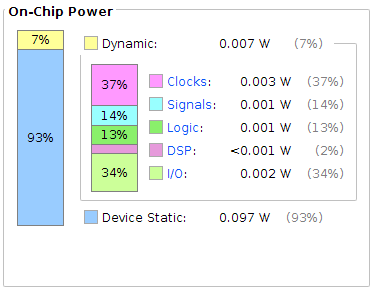 On-Chip Power
7%
93%
Dynamic: 0.007 W (7%)
37%
14%
13%
34%
Clocks: 0.003 W (37%)
Signals: 0.001 W (14%)
Logic: 0.001 W (13%)
DSP: <0.001 W (2%)
I/O: 0.002 W (34%)
Device Static: 0.097 W (93%)